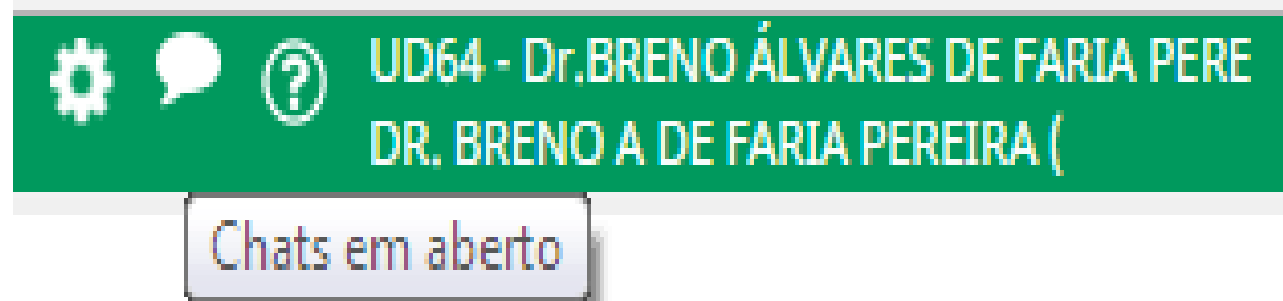 UD64 - Dr.BRENO ÁLVARES DE FARIA PERE
DR. BRENO A DE FARIA PEREIRA (
Chats em aberto